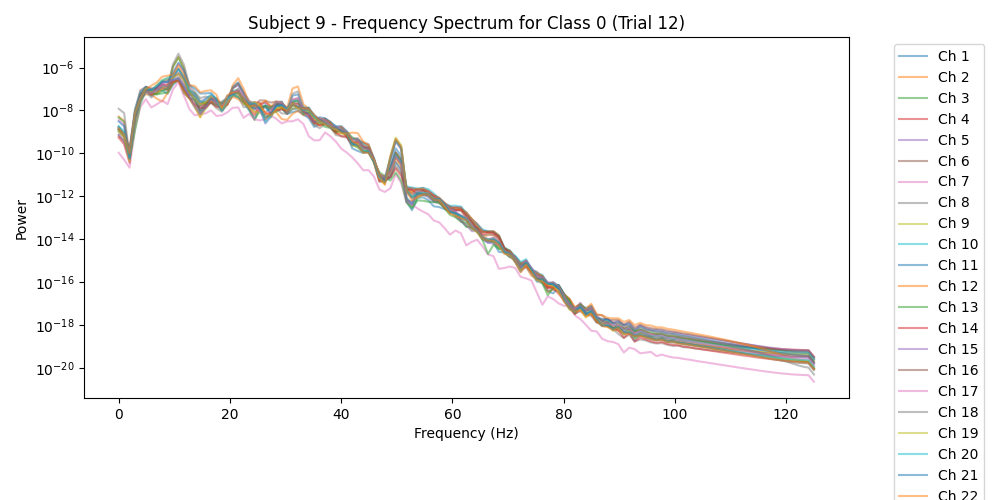 Subject 9 - Frequency Spectrum for Class 0 (Trial 12)
Power
10⁻⁶
10⁻⁸
10⁻¹⁰
10⁻¹²
10⁻¹⁴
10⁻¹⁶
10⁻¹⁸
10⁻²⁰
0 20 40 60 80 100 120
Frequency (Hz)
Ch 1
Ch 2
Ch 3
Ch 4
Ch 5
Ch 6
Ch 7
Ch 8
Ch 9
Ch 10
Ch 11
Ch 12
Ch 13
Ch 14
Ch 15
Ch 16
Ch 17
Ch 18
Ch 19
Ch 20
Ch 21
Ch 22